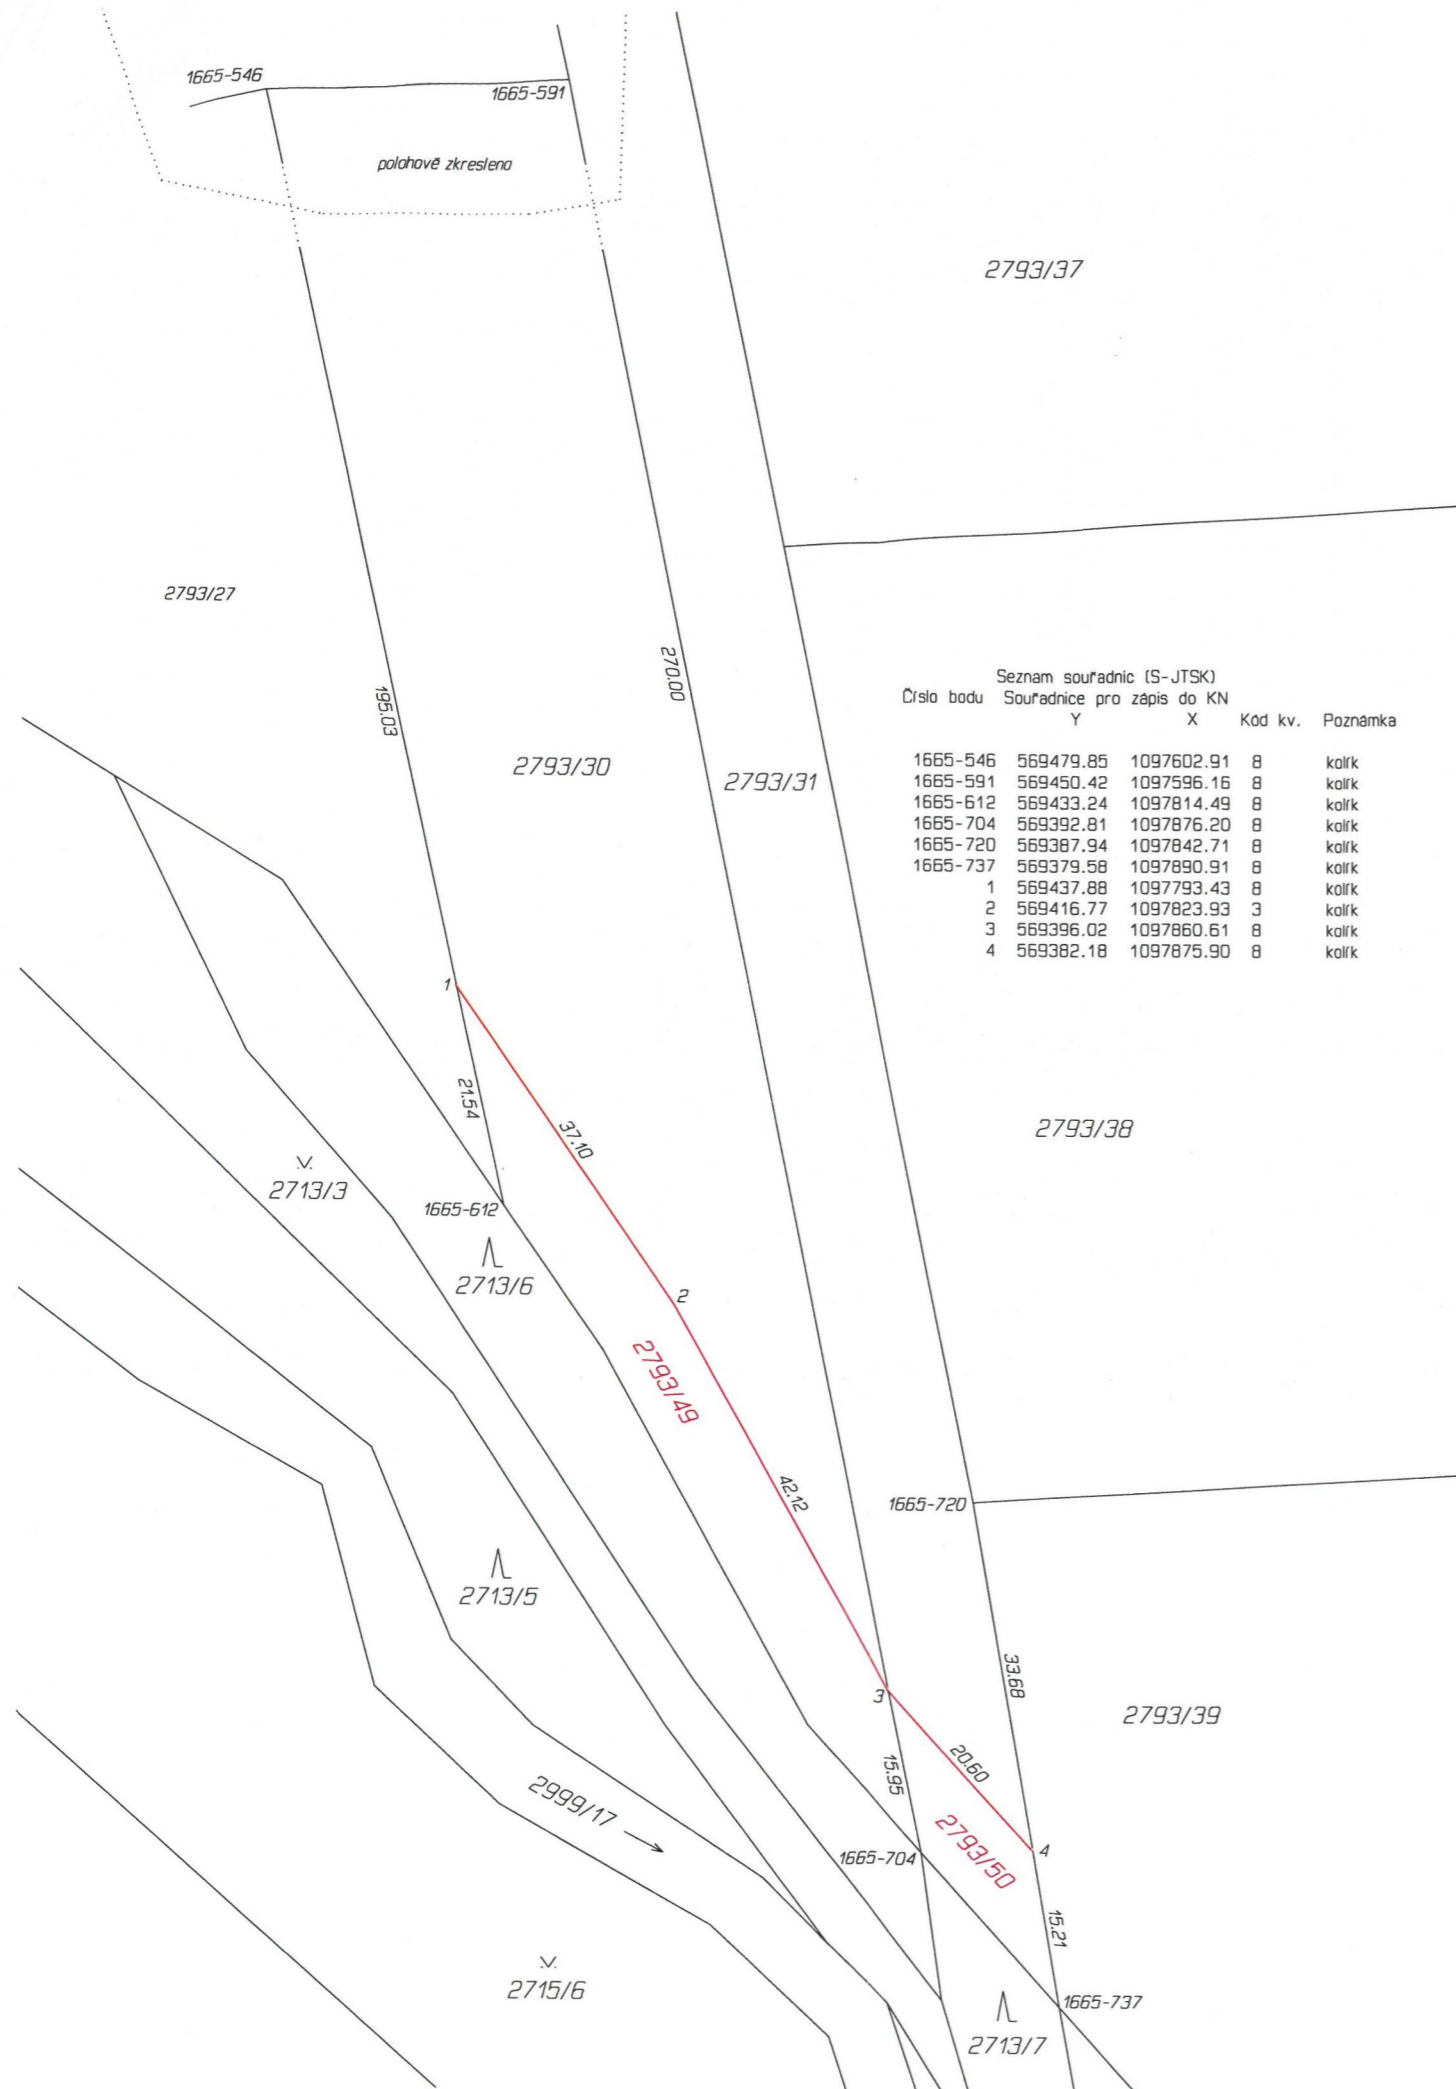 1665-546
1665-591
polohově zkresleno
2793/37
2793/27
195.03
270.00
2793/30
2793/31
Seznam souřadnic (S-JTSK)
Číslo bodu Souřadnice pro zápis do KN
Y X Kód kv. Poznámka
1665-546 569479.85 1097602.91 8 kolík
1665-591 569450.42 1097596.16 8 kolík
1665-612 569433.24 1097814.49 8 kolík
1665-704 569392.81 1097876.20 8 kolík
1665-720 569387.94 1097842.71 8 kolík
1665-737 569379.58 1097890.91 8 kolík
1 569437.88 1097793.43 8 kolík
2 569416.77 1097823.93 3 kolík
3 569396.02 1097860.61 8 kolík
4 569382.18 1097875.90 8 kolík
1
21.54
37.10
2793/38
2713/3
1665-612
2713/6
2
2793/49
42.12
1665-720
2713/5
33.68
3
2793/39
15.95
20.60
2999/17
2793/50
4
1665-704
15.21
2715/6
1665-737
2713/7